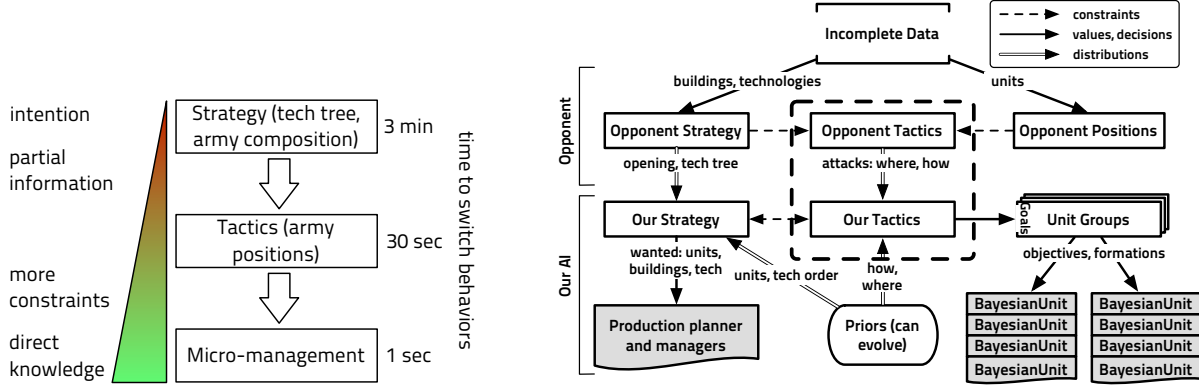 intention
partial
information
more
constraints
direct
knowledge
Strategy (tech tree,
army composition)
3 min
Tactics (army
positions)
30 sec
Micro-management
1 sec
time to switch behaviors
Incomplete Data
constraints
values, decisions
distributions
buildings, technologies
units
Opponent
Opponent Strategy
Opponent Tactics
Opponent Positions
opening, tech tree
attacks: where, how
Our AI
Our Strategy
Our Tactics
Goals
Unit Groups
wanted: units,
buildings, tech
units, tech order
how,
where
objectives, formations
Production planner
and managers
Priors (can
evolve)
BayesianUnit
BayesianUnit
BayesianUnit
BayesianUnit
BayesianUnit
BayesianUnit
BayesianUnit
BayesianUnit